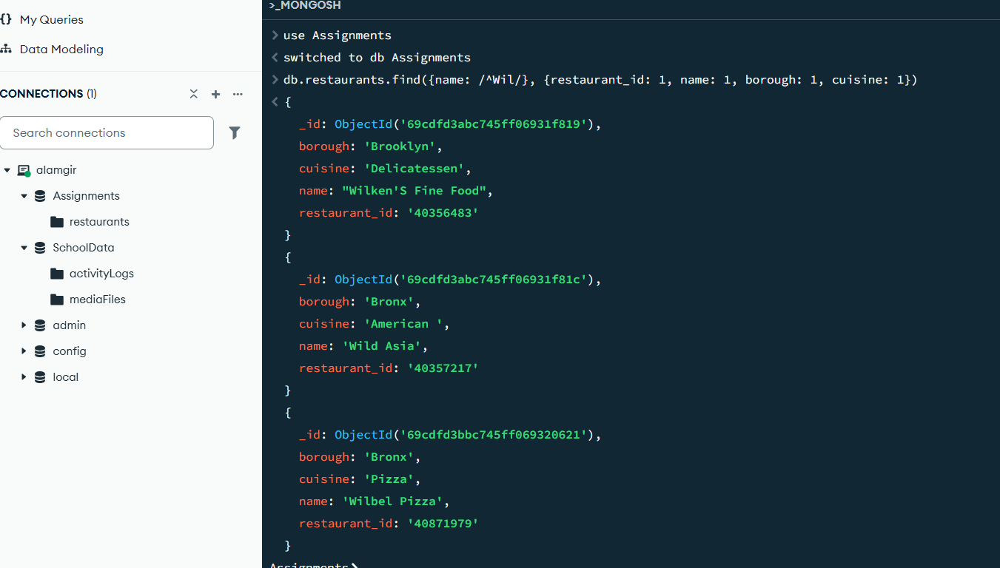 {} My Queries
Data Modeling
CONNECTIONS (1)
Search connections
alamgir
Assignments
restaurants
SchoolData
activityLogs
mediaFiles
admin
config
local
>_MONGOSH
> use Assignments
< switched to db Assignments
> db.restaurants.find({name: /^Wil/}, {restaurant_id: 1, name: 1, borough: 1, cuisine: 1})
< {
_id: ObjectId('69cdfd3abc745ff06931f819'),
borough: 'Brooklyn',
cuisine: 'Delicatessen',
name: "Wilken'S Fine Food",
restaurant_id: '40356483'
}
{
_id: ObjectId('69cdfd3abc745ff06931f81c'),
borough: 'Bronx',
cuisine: 'American ',
name: 'Wild Asia',
restaurant_id: '40357217'
}
{
_id: ObjectId('69cdfd3bbc745ff069320621'),
borough: 'Bronx',
cuisine: 'Pizza',
name: 'Wilbel Pizza',
restaurant_id: '40871979'
}
Assignments>